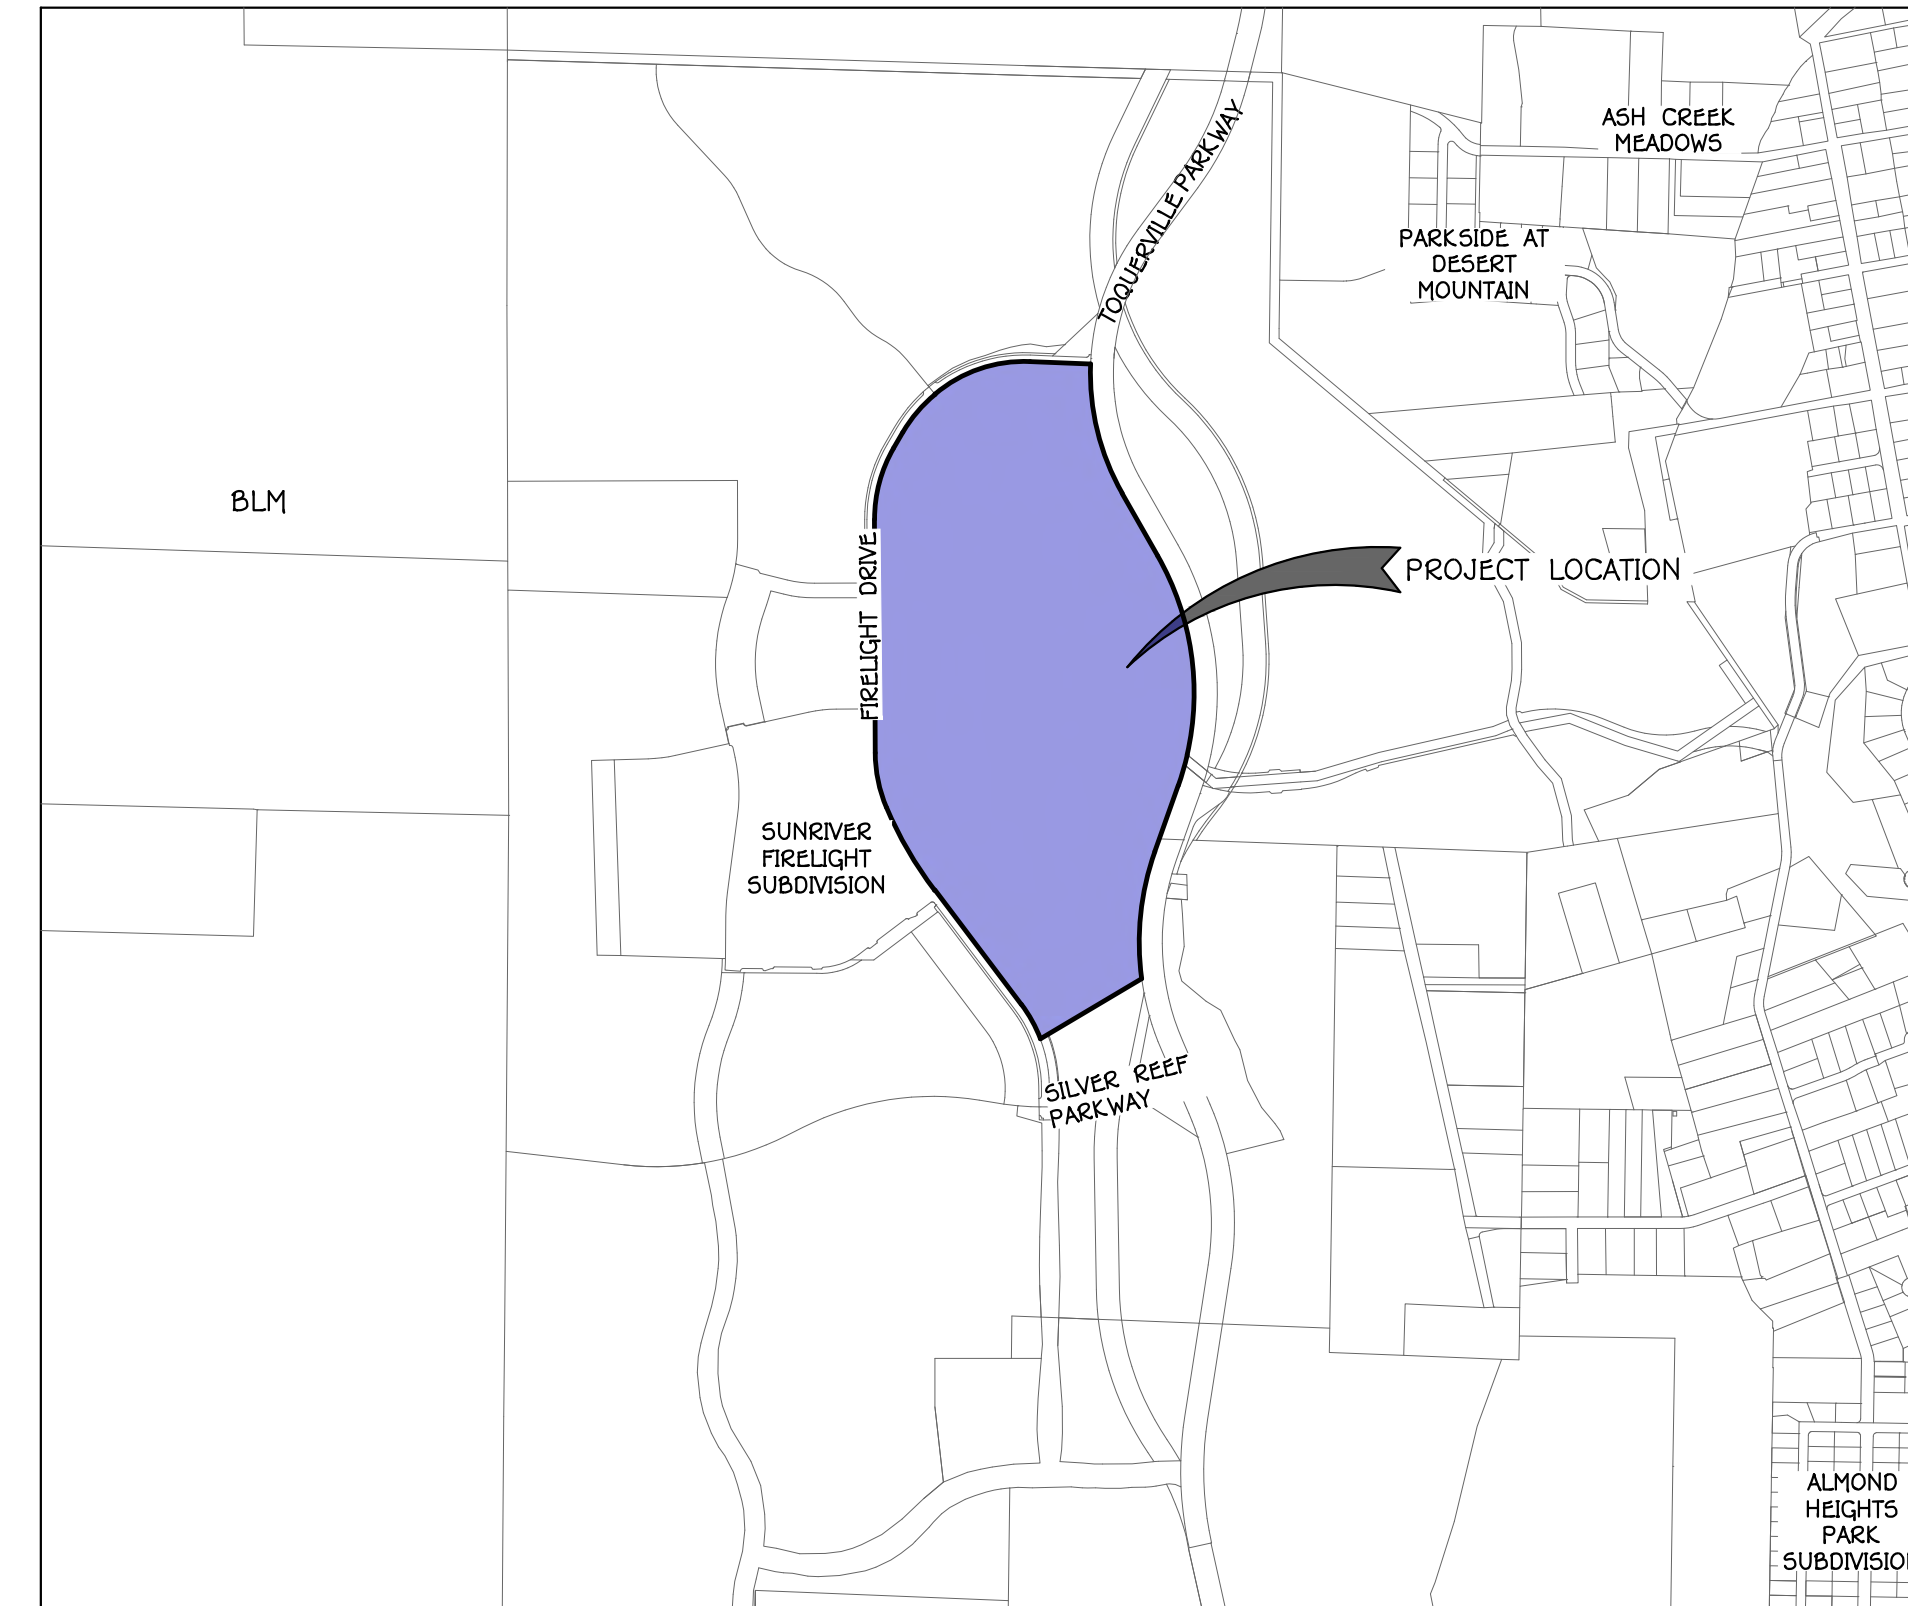 ASH CREEK
MEADOWS
TOQUERVILLE PARKWAY
PARKSIDE AT
DESERT
MOUNTAIN
BLM
FIRELIGHT DRIVE
PROJECT LOCATION
SUNRIVER
FIRELIGHT
SUBDIVISION
SILVER REEF
PARKWAY
ALMOND
HEIGHTS
PARK
SUBDIVISION